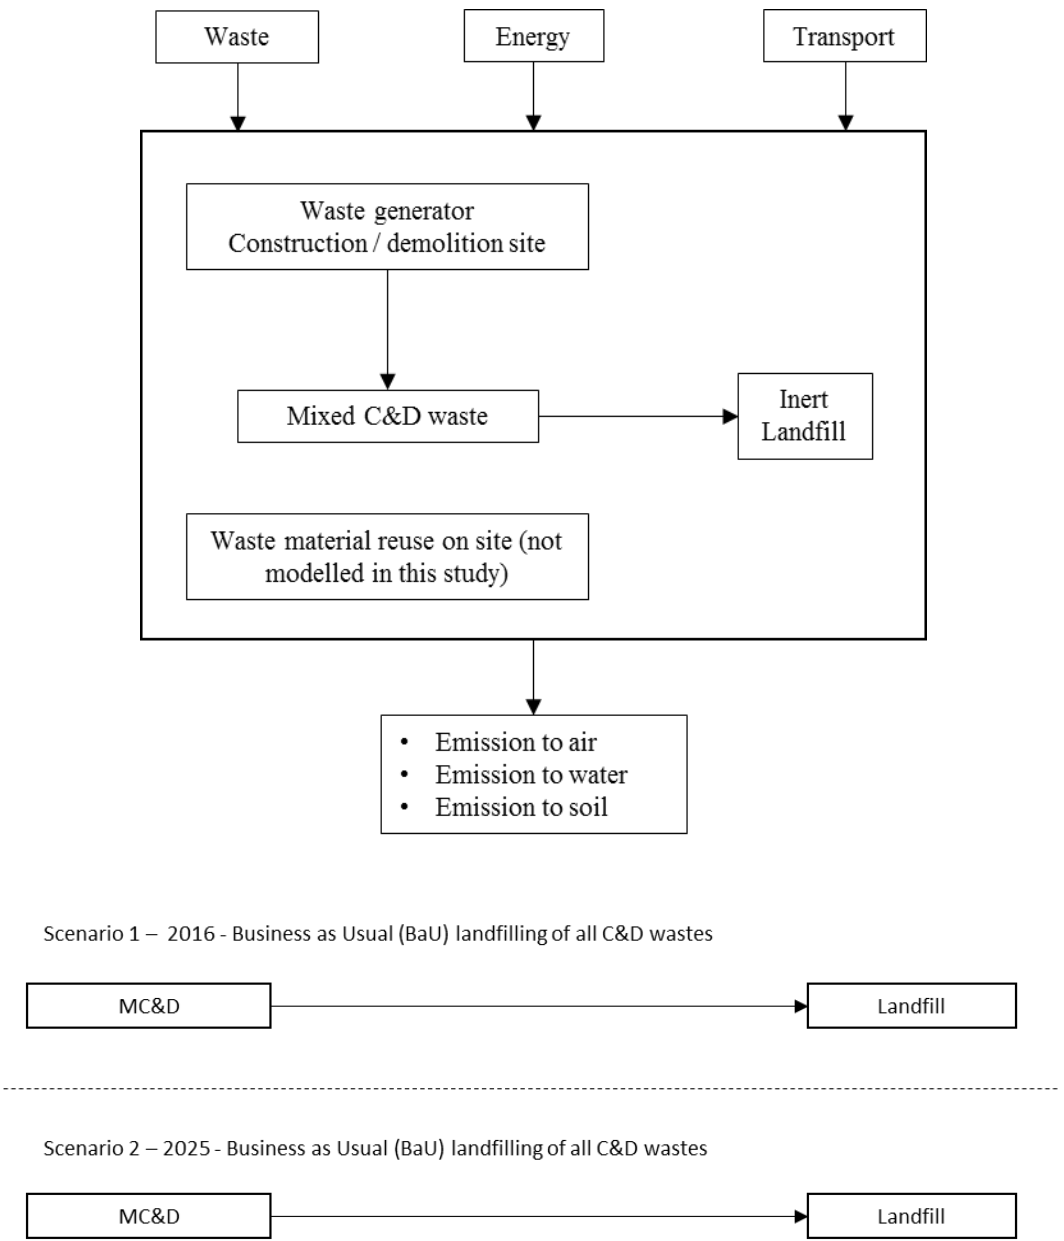 Waste
Energy
Transport
Waste generator
Construction / demolition site
Mixed C&D waste
Inert
Landfill
Waste material reuse on site (not
modelled in this study)
• Emission to air
• Emission to water
• Emission to soil
Scenario 1 – 2016 - Business as Usual (BaU) landfilling of all C&D wastes
MC&D
Landfill
Scenario 2 – 2025 - Business as Usual (BaU) landfilling of all C&D wastes
MC&D
Landfill